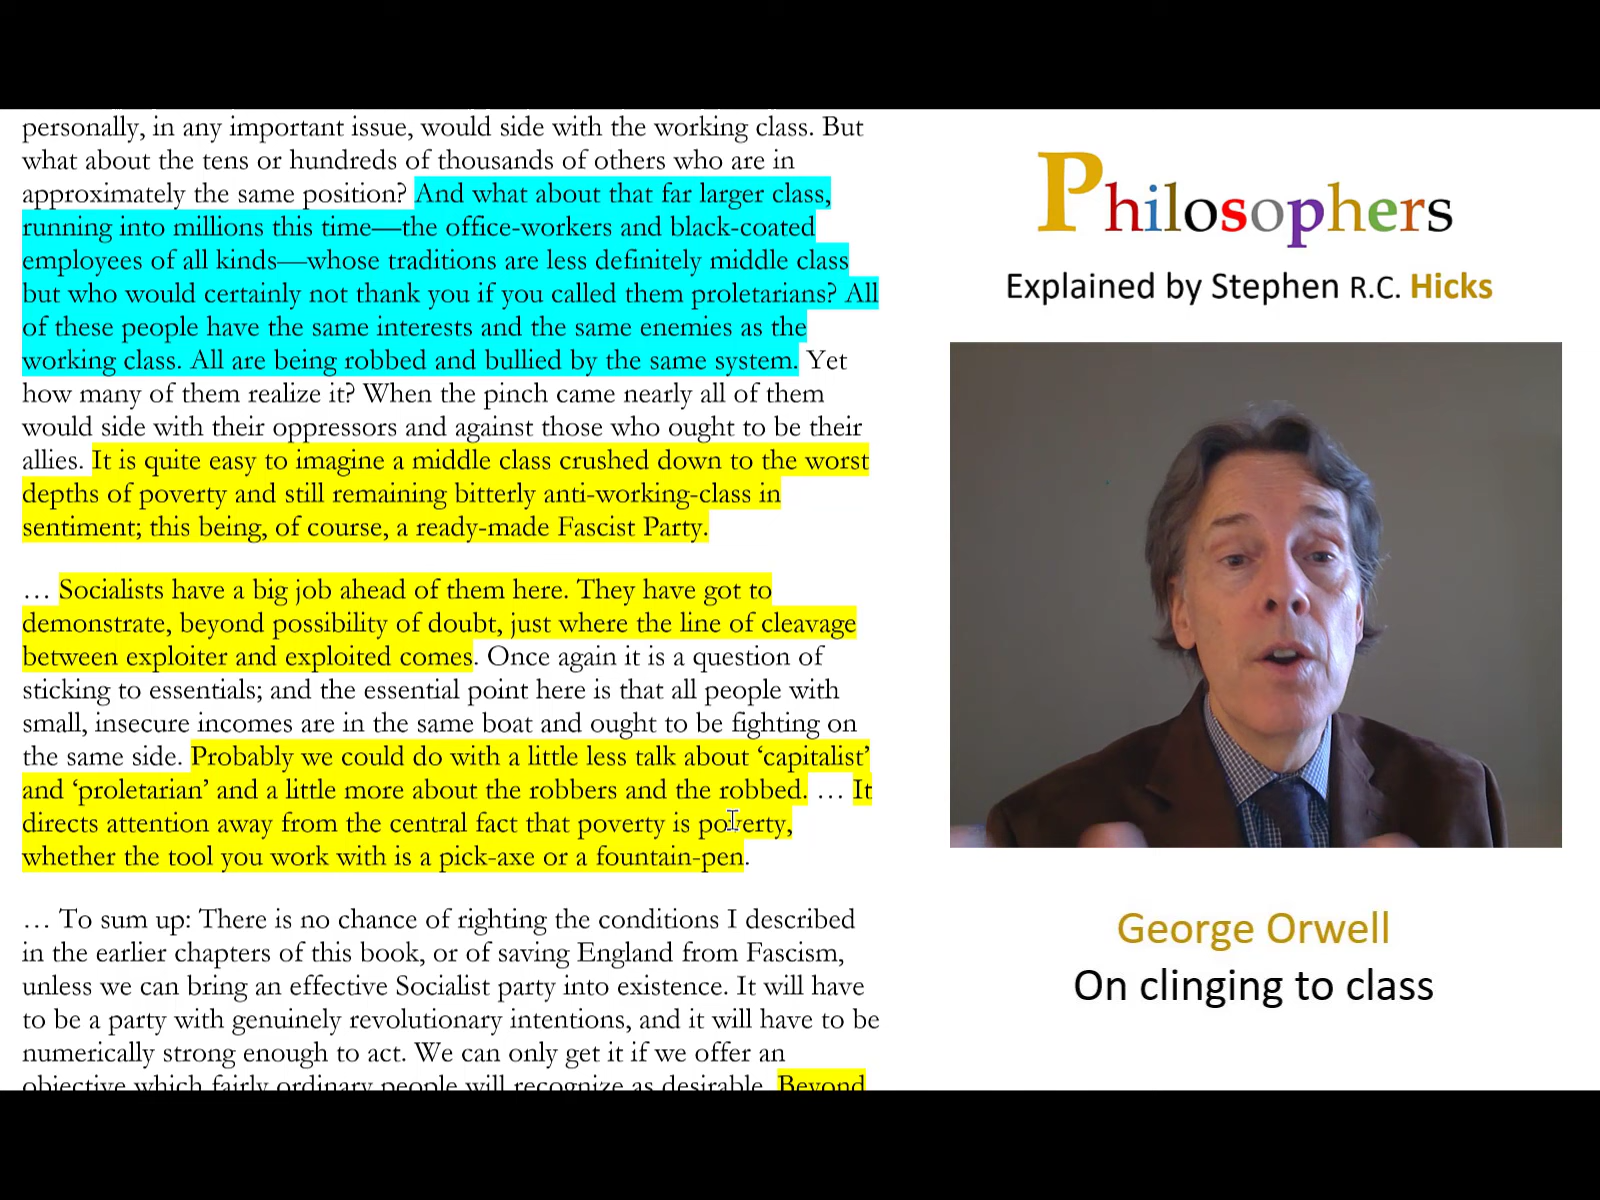 personally, in any important issue, would side with the working class. But
what about the tens or hundreds of thousands of others who are in
approximately the same position? And what about that far larger class,
running into millions this time—the office-workers and black-coated
employees of all kinds—whose traditions are less definitely middle class
but who would certainly not thank you if you called them proletarians? All
of these people have the same interests and the same enemies as the
working class. All are being robbed and bullied by the same system. Yet
how many of them realize it? When the pinch came nearly all of them
would side with their oppressors and against those who ought to be their
allies. It is quite easy to imagine a middle class crushed down to the worst
depths of poverty and still remaining bitterly anti-working-class in
sentiment; this being, of course, a ready-made Fascist Party.
… Socialists have a big job ahead of them here. They have got to
demonstrate, beyond possibility of doubt, just where the line of cleavage
between exploiter and exploited comes. Once again it is a question of
sticking to essentials; and the essential point here is that all people with
small, insecure incomes are in the same boat and ought to be fighting on
the same side. Probably we could do with a little less talk about ‘capitalist’
and ‘proletarian’ and a little more about the robbers and the robbed. … It
directs attention away from the central fact that poverty is poverty,
whether the tool you work with is a pick-axe or a fountain-pen.
… To sum up: There is no chance of righting the conditions I described
in the earlier chapters of this book, or of saving England from Fascism,
unless we can bring an effective Socialist party into existence. It will have
to be a party with genuinely revolutionary intentions, and it will have to be
numerically strong enough to act. We can only get it if we offer an
objective which fairly ordinary people will recognize as desirable. Beyond
Philosophers
Explained by Stephen R.C. Hicks
George Orwell
On clinging to class